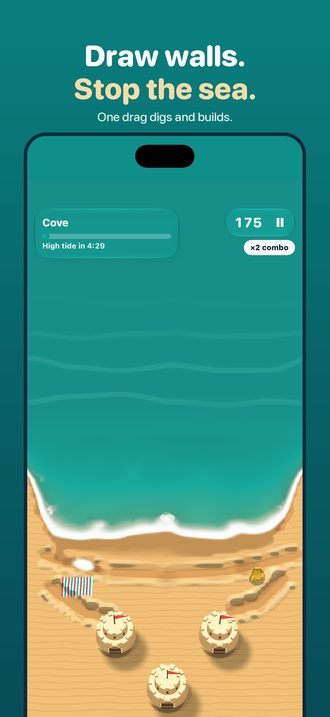 Draw walls.
Stop the sea.
One drag digs and builds.
Cove
175
High tide in 4:29
×2 combo